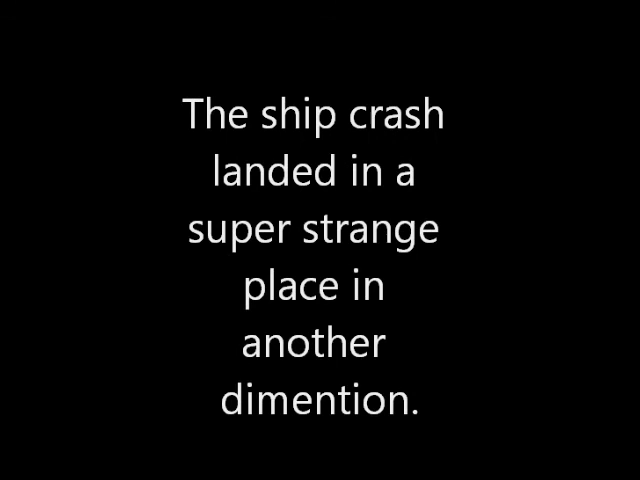 The ship crash
landed in a
super strange
place in
another
dimention.